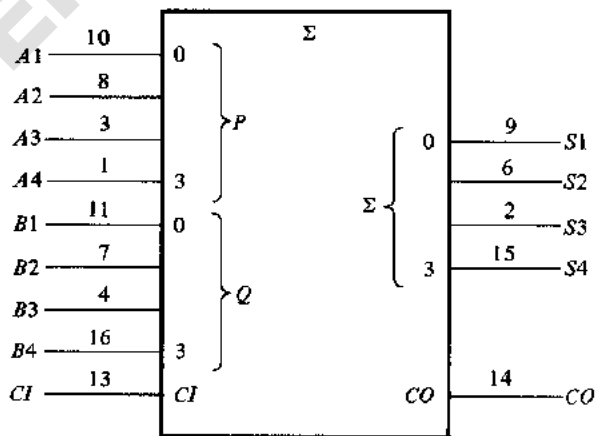 Σ
A1 10 0
A2 8
A3 3
A4 1 3
P
B1 11 0
B2 7
B3 4
B4 16 3
Q
CI 13 CI
Σ
0 9 S1
6 S2
2 S3
3 15 S4
CO 14 CO